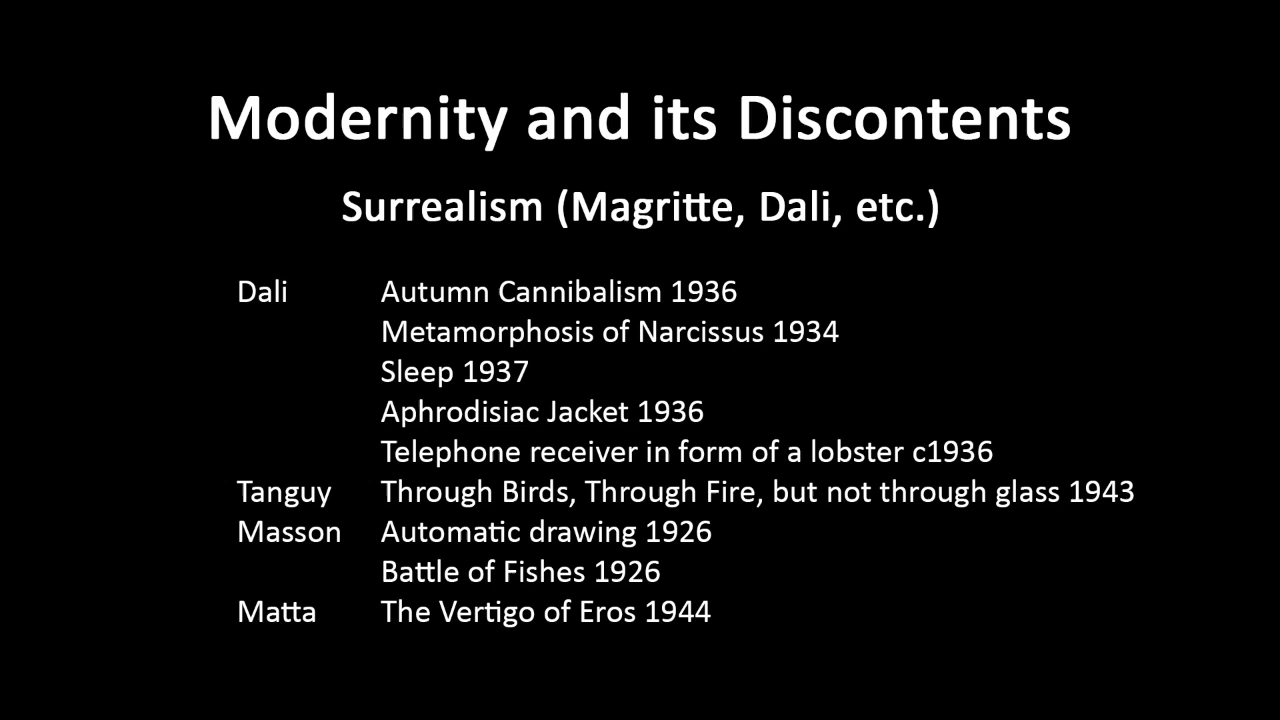 Modernity and its Discontents
Surrealism (Magritte, Dali, etc.)
Dali Autumn Cannibalism 1936
Metamorphosis of Narcissus 1934
Sleep 1937
Aphrodisiac Jacket 1936
Telephone receiver in form of a lobster c1936
Tanguy Through Birds, Through Fire, but not through glass 1943
Masson Automatic drawing 1926
Battle of Fishes 1926
Matta The Vertigo of Eros 1944